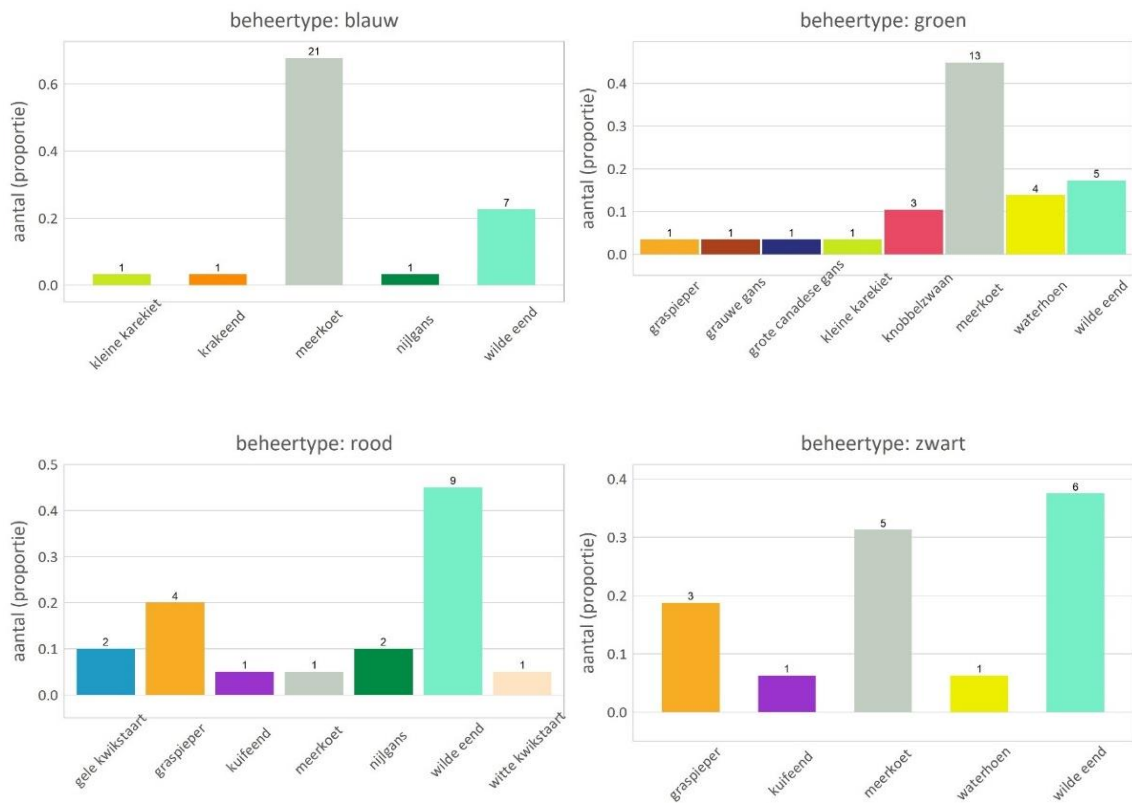 beheertype: blauw
aantal (proportie)
0.6
0.4
0.2
0.0
1
1
21
1
7
kleine karekiet
krakeend
meerkoet
nijlgans
wilde eend
beheertype: groen
aantal (proportie)
0.4
0.3
0.2
0.1
0.0
1
1
1
1
3
13
4
5
graspieper
grauwe gans
grote canadese gans
kleine karekiet
knobbelzwaan
meerkoet
waterhoen
wilde eend
beheertype: rood
aantal (proportie)
0.5
0.4
0.3
0.2
0.1
0.0
2
4
1
1
2
9
1
gele kwikstaart
graspieper
kuifeend
meerkoet
nijlgans
wilde eend
witte kwikstaart
beheertype: zwart
aantal (proportie)
0.4
0.3
0.2
0.1
0.0
3
1
5
1
6
graspieper
kuifeend
meerkoet
waterhoen
wilde eend